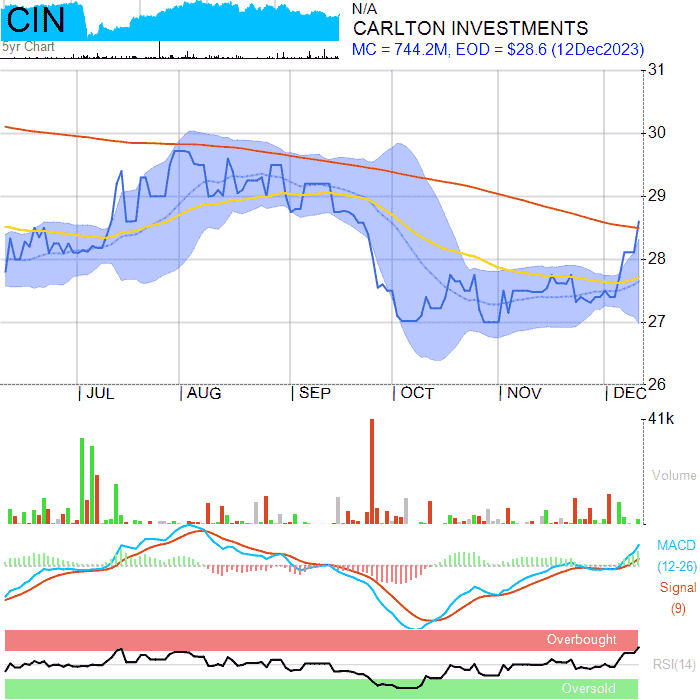 CIN
5yr Chart
N/A
CARLTON INVESTMENTS
MC = 744.2M, EOD = $28.6 (12Dec2023)
31
30
29
28
27
26
JUL AUG SEP OCT NOV DEC
41k
Volume
MACD
(12-26)
Signal
(9)
Overbought
RSI(14)
Oversold